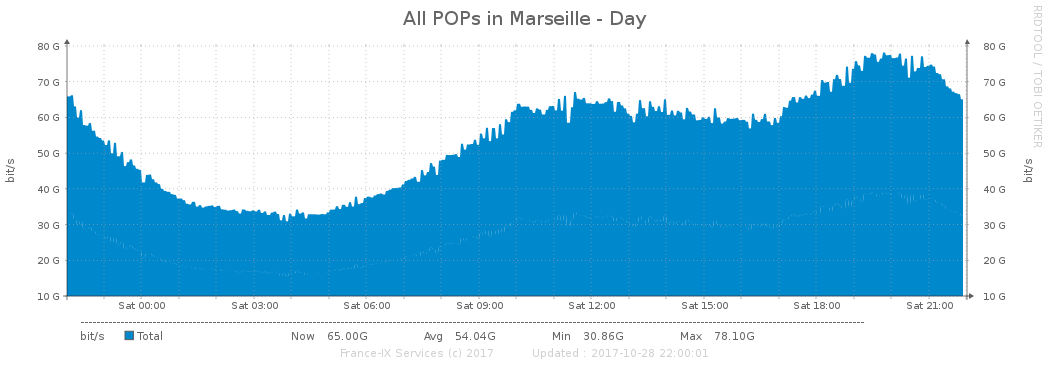 All POPs in Marseille - Day
RRDTOOL / TOBI OETIKER
80 G 80 G
70 G 70 G
60 G 60 G
50 G 50 G
40 G 40 G
30 G 30 G
20 G 20 G
10 G 10 G
bit/s bit/s
Sat 00:00 Sat 03:00 Sat 06:00 Sat 09:00 Sat 12:00 Sat 15:00 Sat 18:00 Sat 21:00
bit/s Total Now 65.00G Avg 54.04G Min 30.86G Max 78.10G
France-IX Services (c) 2017 Updated : 2017-10-28 22:00:01